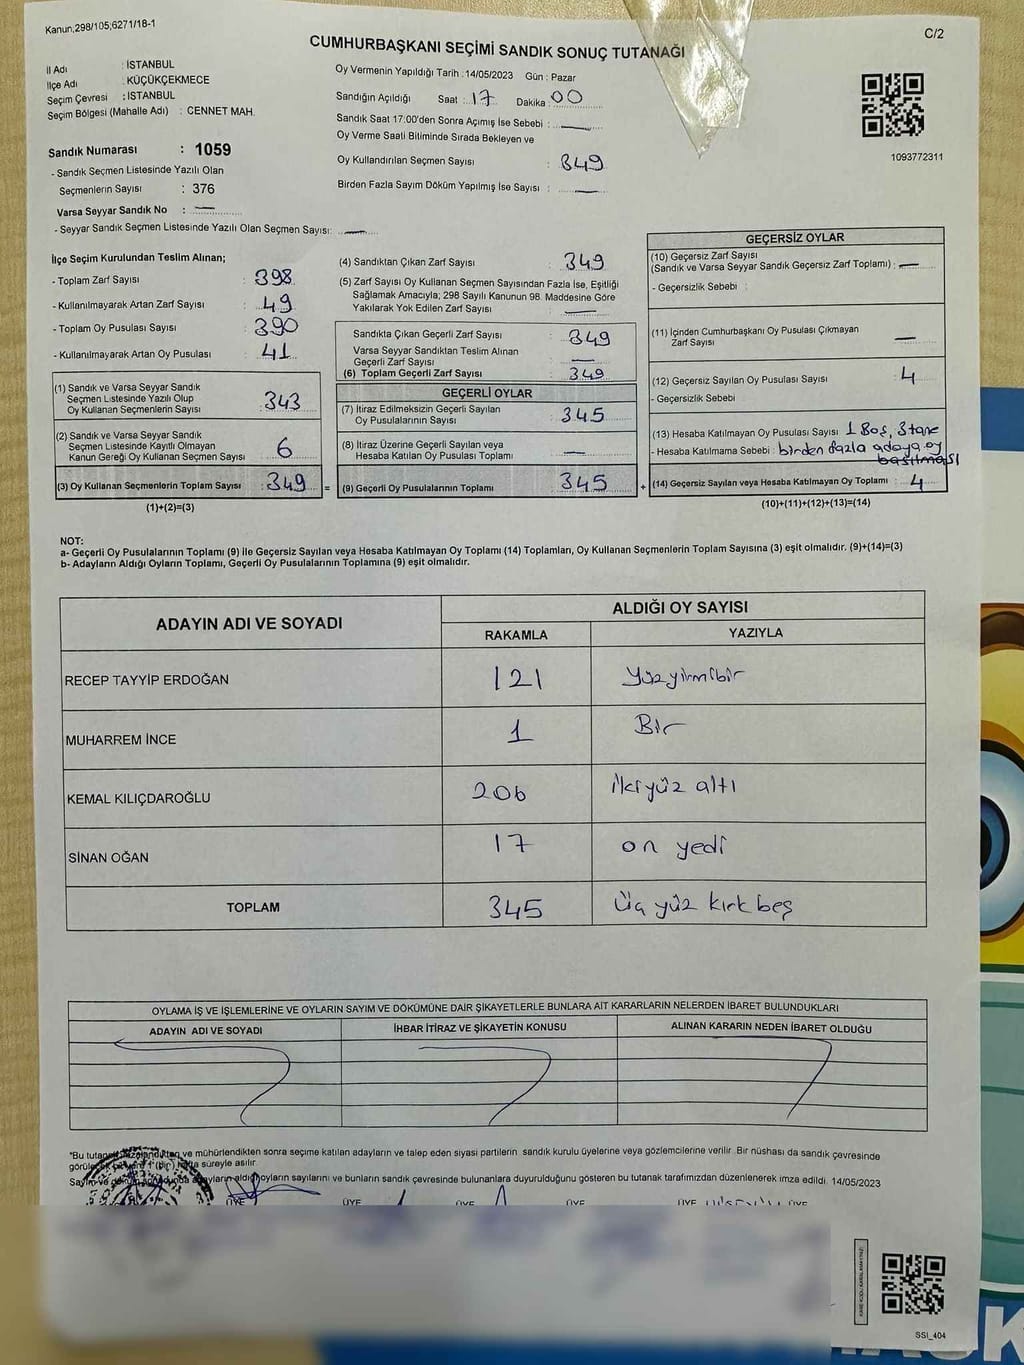 Kanun,298/105;6271/18-1
C/2
CUMHURBAŞKANI SEÇİMİ SANDIK SONUÇ TUTANAĞI
İl Adı : İSTANBUL
İlçe Adı : KÜÇÜKÇEKMECE
Seçim Çevresi : İSTANBUL
Seçim Bölgesi (Mahalle Adı) : CENNET MAH.
Sandık Numarası : 1059
- Sandık Seçmen Listesinde Yazılı Olan
Seçmenlerin Sayısı : 376
Varsa Seyyar Sandık No : —
- Seyyar Sandık Seçmen Listesinde Yazılı Olan Seçmen Sayısı: —
Oy Vermenin Yapıldığı Tarih : 14/05/2023 Gün : Pazar
Sandığın Açıldığı Saat : 17 Dakika : 00
Sandık Saat 17:00'den Sonra Açımış İse Sebebi : —
Oy Verme Saati Bitiminde Sırada Bekleyen ve
Oy Kullandırılan Seçmen Sayısı : 349
Birden Fazla Sayım Döküm Yapılmış İse Sayısı : —
1093772311
İlçe Seçim Kurulundan Teslim Alınan;
- Toplam Zarf Sayısı : 398
- Kullanılmayarak Artan Zarf Sayısı : 49
- Toplam Oy Pusulası Sayısı : 390
- Kullanılmayarak Artan Oy Pusulası : 41
(1) Sandık ve Varsa Seyyar Sandık
Seçmen Listesinde Yazılı Olup
Oy Kullanan Seçmenlerin Sayısı : 343
(2) Sandık ve Varsa Seyyar Sandık
Seçmen Listesinde Kayıtlı Olmayan
Kanun Gereği Oy Kullanan Seçmen Sayısı : 6
(3) Oy Kullanan Seçmenlerin Toplam Sayısı : 349 =
(1)+(2)=(3)
(4) Sandıktan Çıkan Zarf Sayısı : 349
(5) Zarf Sayısı Oy Kullanan Seçmen Sayısından Fazla İse, Eşitliği
Sağlamak Amacıyla; 298 Sayılı Kanunun 98. Maddesine Göre
Yakılarak Yok Edilen Zarf Sayısı : —
Sandıkta Çıkan Geçerli Zarf Sayısı : 349
Varsa Seyyar Sandıktan Teslim Alınan
Geçerli Zarf Sayısı : —
(6) Toplam Geçerli Zarf Sayısı : 349
GEÇERLİ OYLAR
(7) İtiraz Edilmeksizin Geçerli Sayılan
Oy Pusulalarının Sayısı : 345
(8) İtiraz Üzerine Geçerli Sayılan veya
Hesaba Katılan Oy Pusulası Toplamı : —
(9) Geçerli Oy Pusulalarının Toplamı : 345 +
GEÇERSİZ OYLAR
(10) Geçersiz Zarf Sayısı
(Sandık ve Varsa Seyyar Sandık Geçersiz Zarf Toplamı) : —
- Geçersizlik Sebebi :
(11) İçinden Cumhurbaşkanı Oy Pusulası Çıkmayan
Zarf Sayısı —
(12) Geçersiz Sayılan Oy Pusulası Sayısı : 4
- Geçersizlik Sebebi
(13) Hesaba Katılmayan Oy Pusulası Sayısı : 1 Boş, 3 tane
- Hesaba Katılmama Sebebi : birden fazla adaya oy
basılması
(14) Geçersiz Sayılan veya Hesaba Katılmayan Oy Toplamı : 4
(10)+(11)+(12)+(13)=(14)
NOT:
a- Geçerli Oy Pusulalarının Toplamı (9) ile Geçersiz Sayılan veya Hesaba Katılmayan Oy Toplamı (14) Toplamları, Oy Kullanan Seçmenlerin Toplam Sayısına (3) eşit olmalıdır. (9)+(14)=(3)
b- Adayların Aldığı Oyların Toplamı, Geçerli Oy Pusulalarının Toplamına (9) eşit olmalıdır.
ADAYIN ADI VE SOYADI
ALDIĞI OY SAYISI
RAKAMLA YAZIYLA
RECEP TAYYİP ERDOĞAN 121 Yüzyirmibir
MUHARREM İNCE 1 Bir
KEMAL KILIÇDAROĞLU 206 İkiyüz altı
SİNAN OĞAN 17 on yedi
TOPLAM 345 Üç yüz kırk beş
OYLAMA İŞ VE İŞLEMLERİNE VE OYLARIN SAYIM VE DÖKÜMÜNE DAİR ŞİKAYETLERLE BUNLARA AİT KARARLARIN NELERDEN İBARET BULUNDUKLARI
ADAYIN ADI VE SOYADI İHBAR İTİRAZ VE ŞİKAYETİN KONUSU ALINAN KARARIN NEDEN İBARET OLDUĞU
*Bu tutanak ve mühürlendikten sonra seçime katılan adayların ve talep eden siyasi partilerin sandık kurulu üyelerine veya gözlemcilerine verilir. Bir nüshası da sandık çevresinde
1 (bir) hafta süreyle asılır.
Sayım ve adayların aldığı oyların sayılarını ve bunların sandık çevresinde bulunanlara duyurulduğunu gösteren bu tutanak tarafımızdan düzenlenerek imza edildi. 14/05/2023
ÜYE ÜYE ÜYE ÜYE ÜYE ÜYE
SSI_404